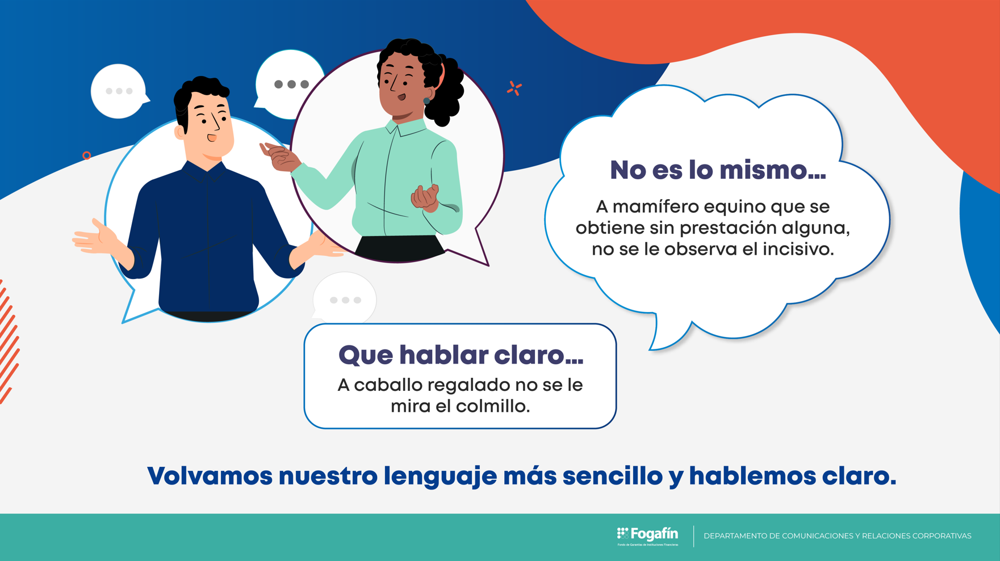 No es lo mismo...
A mamífero equino que se
obtiene sin prestación alguna,
no se le observa el incisivo.
Que hablar claro...
A caballo regalado no se le
mira el colmillo.
Volvamos nuestro lenguaje más sencillo y hablemos claro.
Fogafín
Fondo de Garantías de Instituciones Financieras
DEPARTAMENTO DE COMUNICACIONES Y RELACIONES CORPORATIVAS